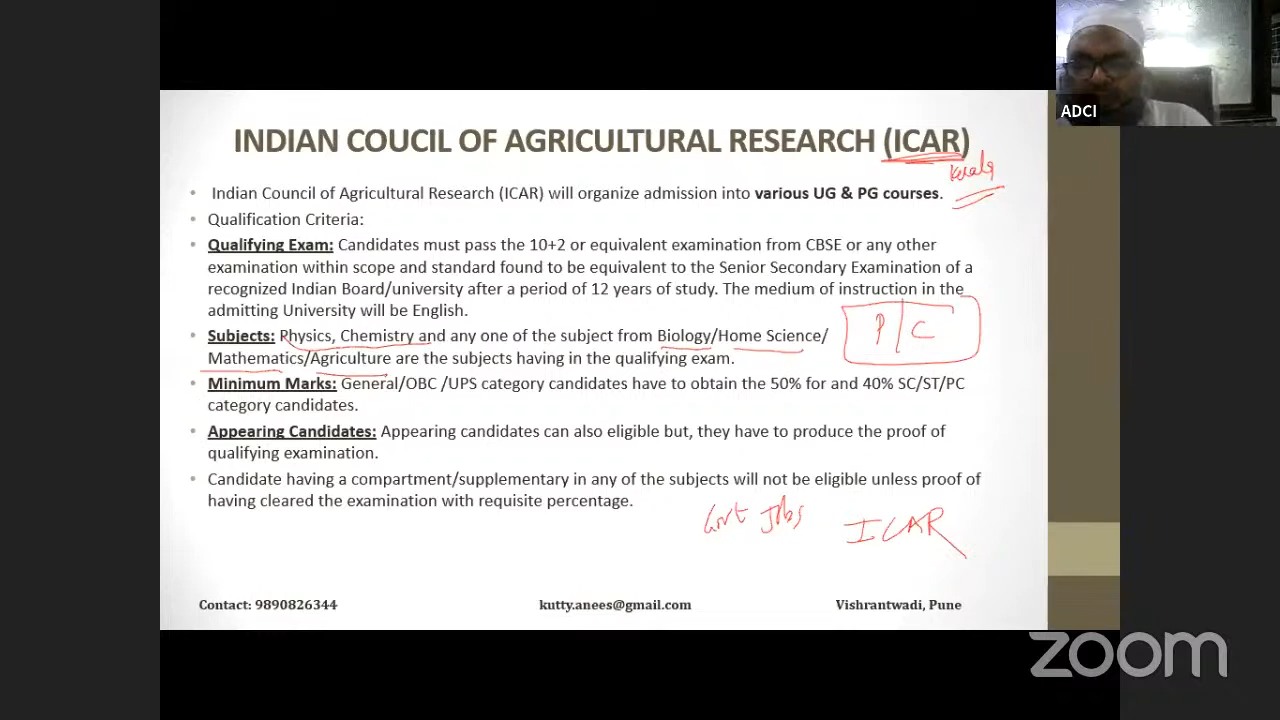 ADCI
INDIAN COUCIL OF AGRICULTURAL RESEARCH (ICAR)
Kerala
Indian Council of Agricultural Research (ICAR) will organize admission into various UG & PG courses.
Qualification Criteria:
Qualifying Exam: Candidates must pass the 10+2 or equivalent examination from CBSE or any other
examination within scope and standard found to be equivalent to the Senior Secondary Examination of a
recognized Indian Board/university after a period of 12 years of study. The medium of instruction in the
admitting University will be English.
P C
Subjects: Physics, Chemistry and any one of the subject from Biology/Home Science/
Mathematics/Agriculture are the subjects having in the qualifying exam.
Minimum Marks: General/OBC /UPS category candidates have to obtain the 50% for and 40% SC/ST/PC
category candidates.
Appearing Candidates: Appearing candidates can also eligible but, they have to produce the proof of
qualifying examination.
Candidate having a compartment/supplementary in any of the subjects will not be eligible unless proof of
having cleared the examination with requisite percentage.
Govt Jobs ICAR
Contact: 9890826344 kutty.anees@gmail.com Vishrantwadi, Pune
zoom